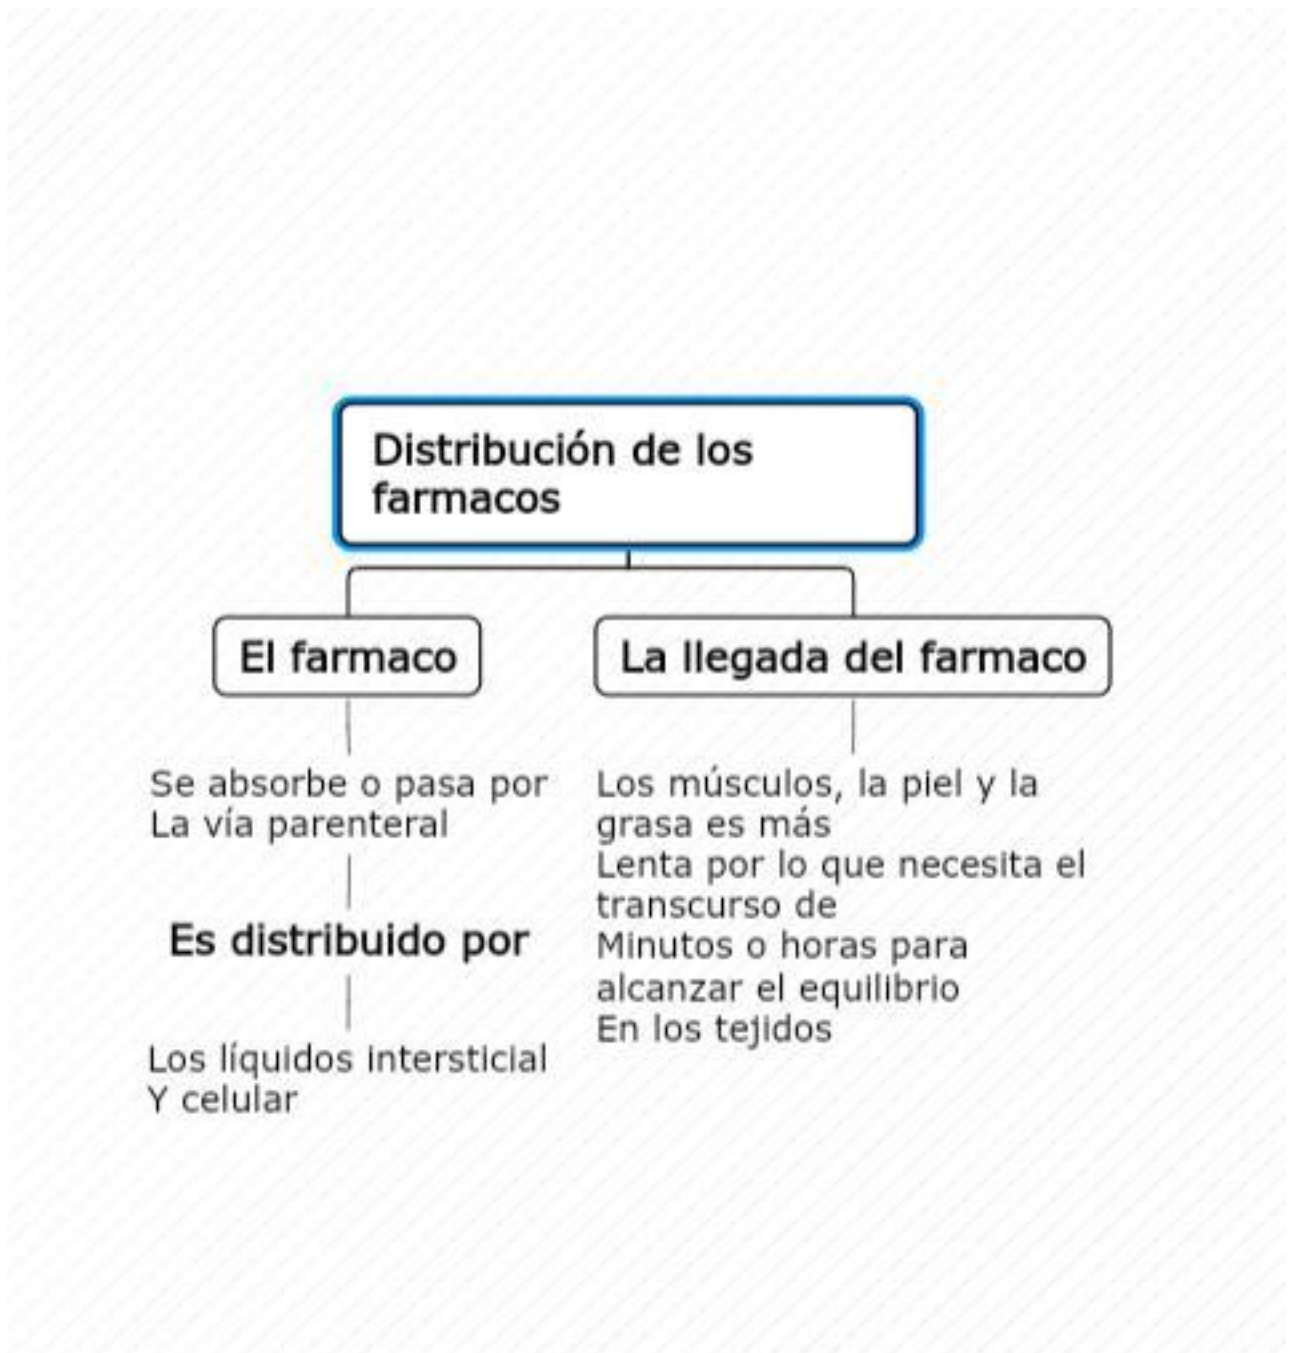 Distribución de los
farmacos
El farmaco
Se absorbe o pasa por
La vía parenteral
Es distribuido por
Los líquidos intersticial
Y celular
La llegada del farmaco
Los músculos, la piel y la
grasa es más
Lenta por lo que necesita el
transcurso de
Minutos o horas para
alcanzar el equilibrio
En los tejidos